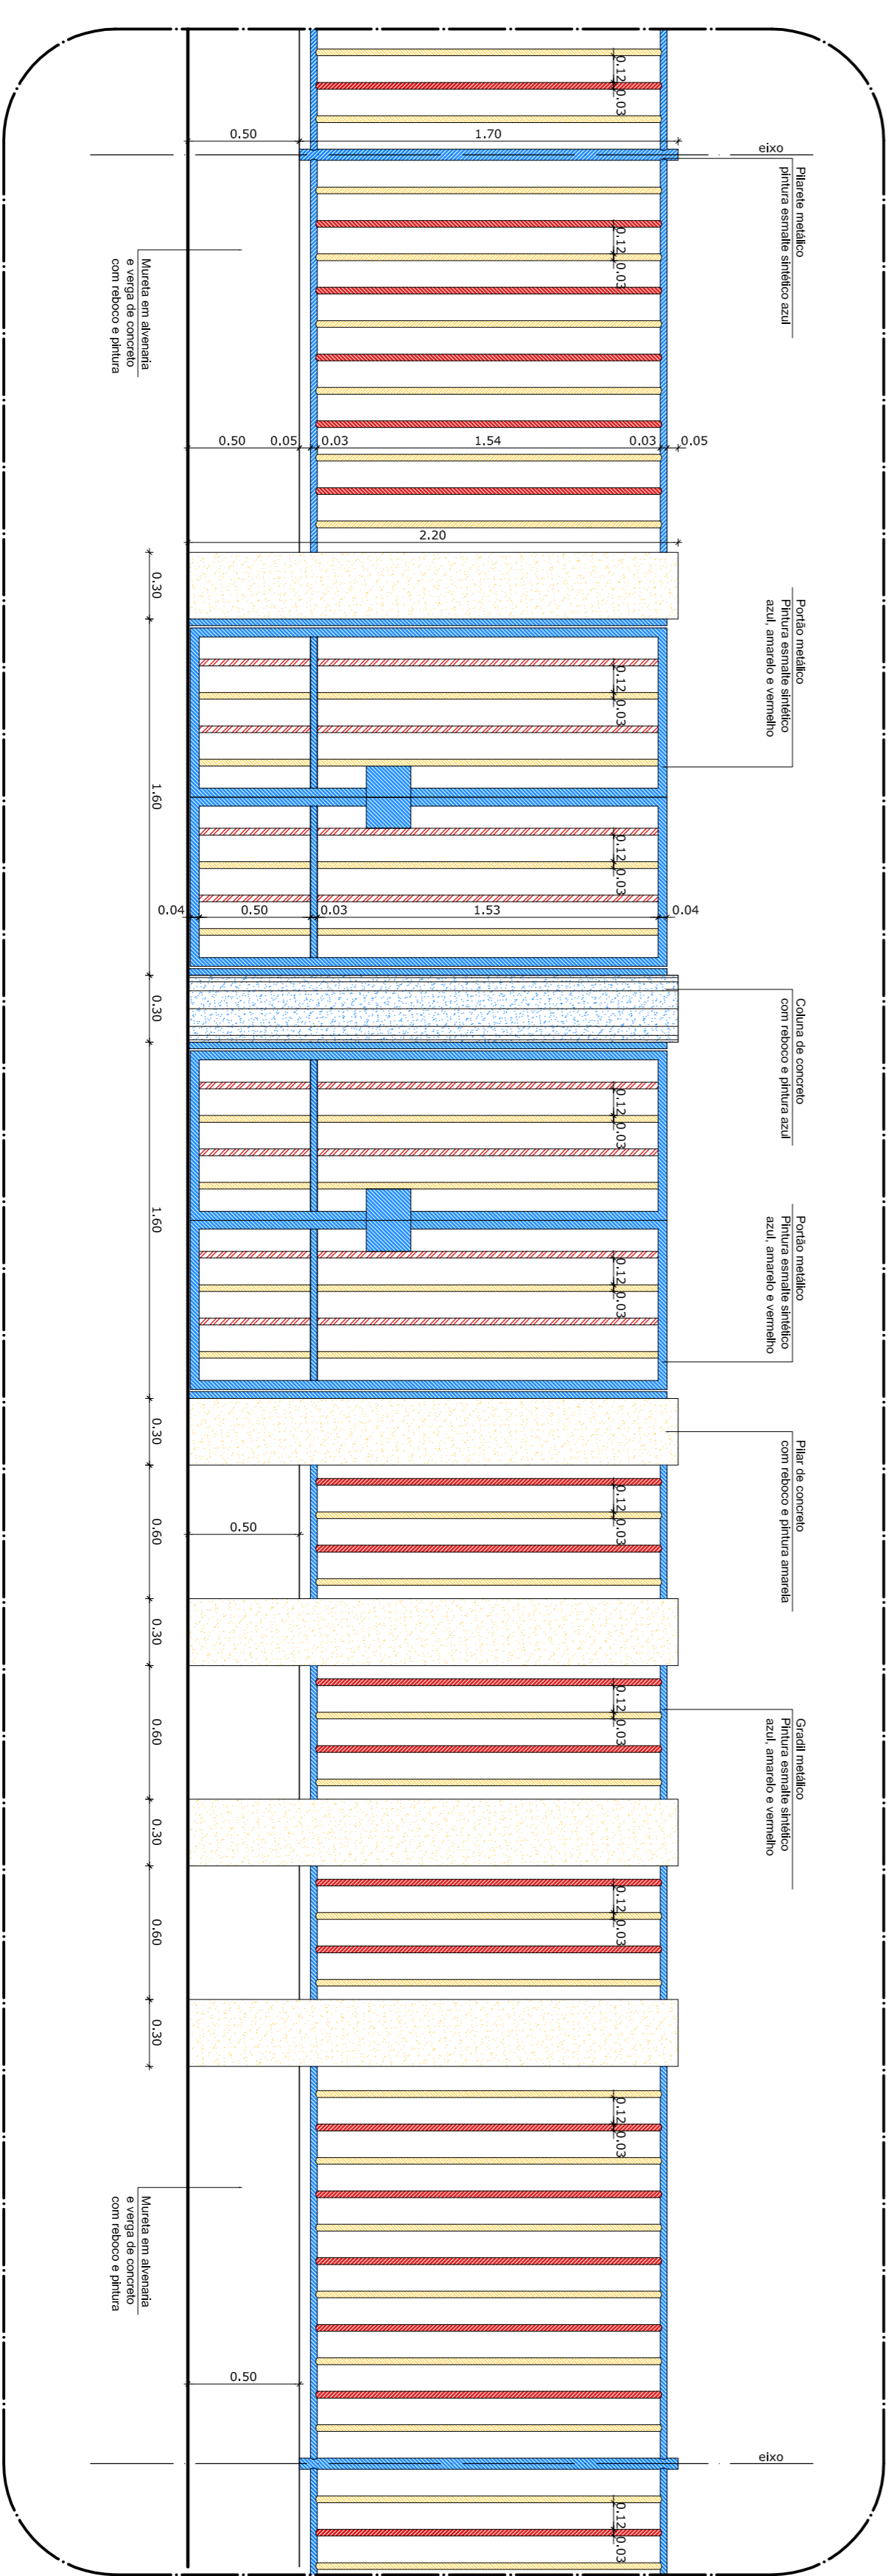 eixo
Pilarete metálico
pintura esmalte sintético azul
Portão metálico
Pintura esmalte sintético
azul, amarelo e vermelho
Coluna de concreto
com reboco e pintura azul
Portão metálico
Pintura esmalte sintético
azul, amarelo e vermelho
Pilar de concreto
com reboco e pintura amarela
Gradil metálico
Pintura esmalte sintético
azul, amarelo e vermelho
eixo
0.12 0.03
0.12 0.03
0.12 0.03
0.12 0.03
0.12 0.03
0.12 0.03
0.12 0.03
0.12 0.03
0.12 0.03
0.12 0.03
0.12 0.03
0.50 1.70
0.50 0.05 0.03 1.54 0.03 0.05
2.20
0.04 0.50 0.03 1.53 0.04
0.50
0.50
0.30
1.60
0.30
1.60
0.30
0.60
0.30
0.60
0.30
0.60
0.30
Mureta em alvenaria
e verga de concreto
com reboco e pintura
Mureta em alvenaria
e verga de concreto
com reboco e pintura